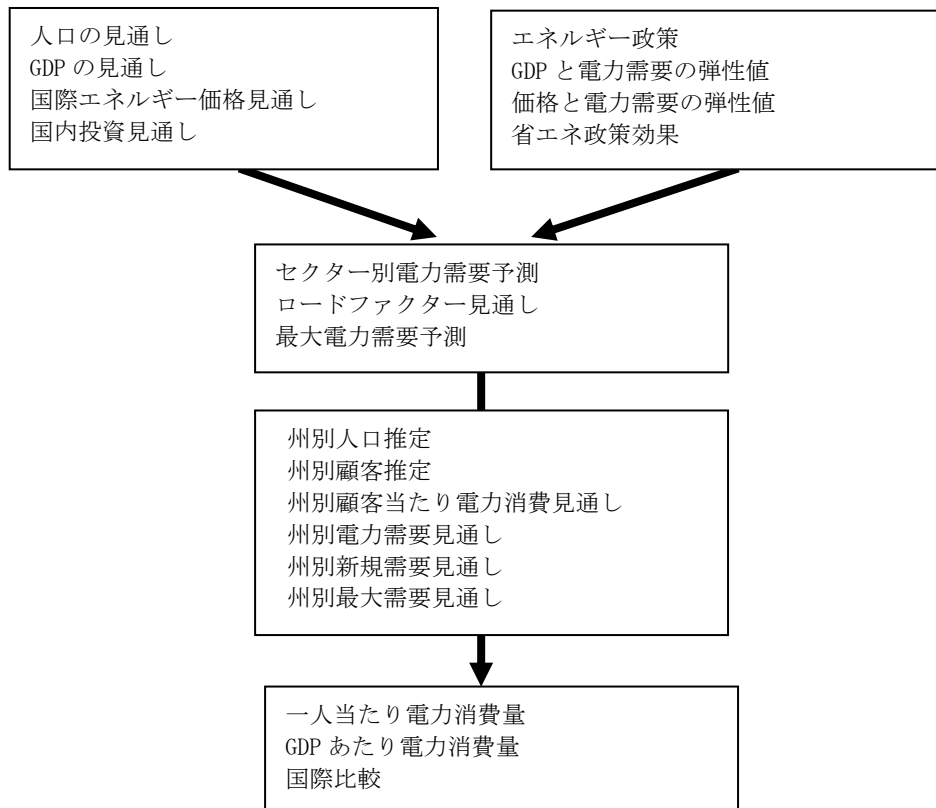 人口の見通し
GDP の見通し
国際エネルギー価格見通し
国内投資見通し
エネルギー政策
GDP と電力需要の弾性値
価格と電力需要の弾性値
省エネ政策効果
セクター別電力需要予測
ロードファクター見通し
最大電力需要予測
州別人口推定
州別顧客推定
州別顧客当たり電力消費見通し
州別電力需要見通し
州別新規需要見通し
州別最大需要見通し
一人当たり電力消費量
GDP あたり電力消費量
国際比較